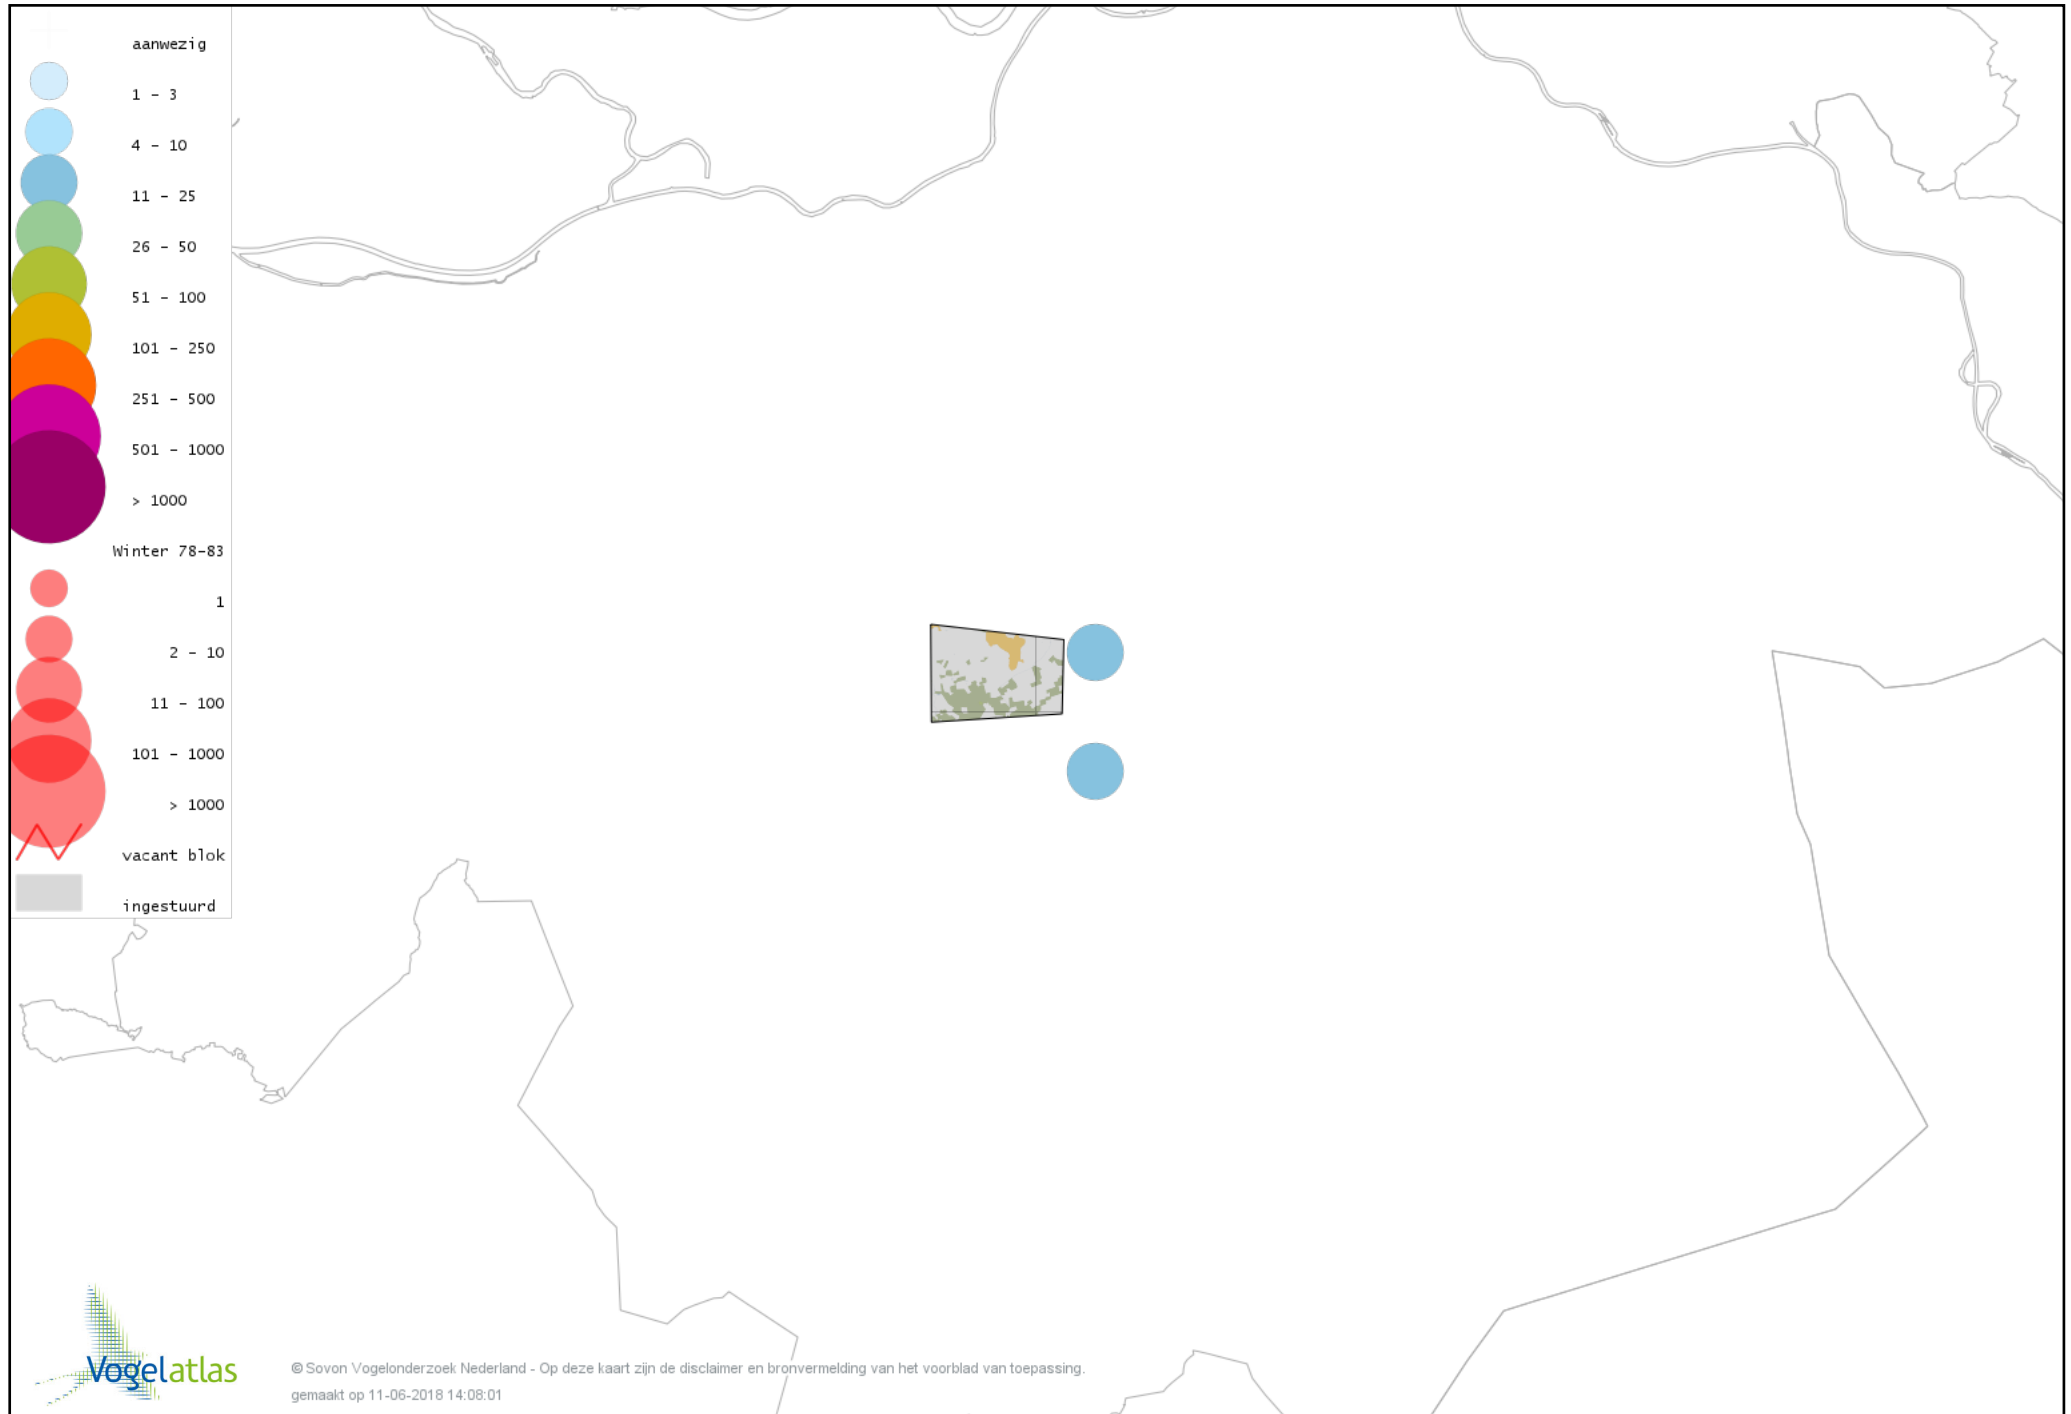 aanwezig
1 - 3
4 - 10
11 - 25
26 - 50
51 - 100
101 - 250
251 - 500
501 - 1000
> 1000
Winter 78-83
1
2 - 10
11 - 100
101 - 1000
> 1000
vacant blok
ingestuurd
Vogelatlas
© Sovon Vogelonderzoek Nederland - Op deze kaart zijn de disclaimer en bronvermelding van het voorblad van toepassing.
gemaakt op 11-06-2018 14:08:01